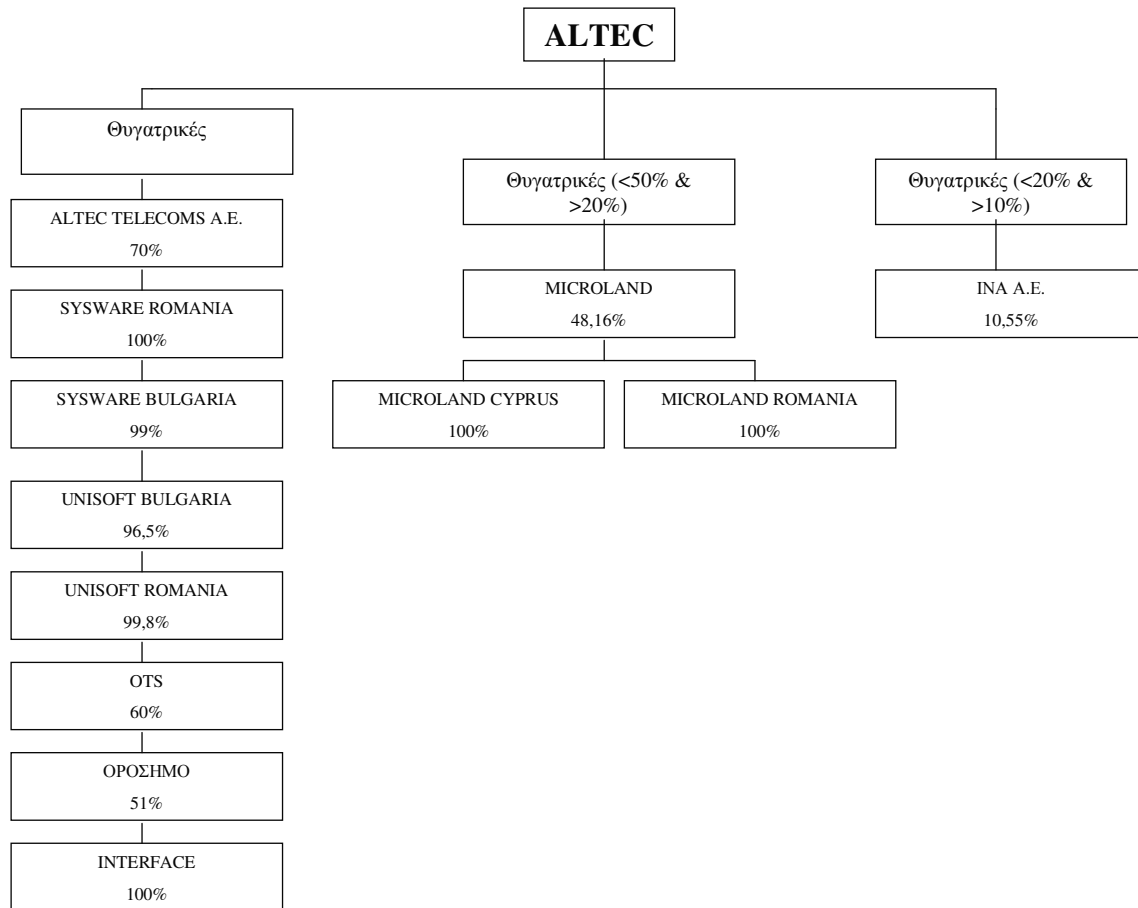 ALTEC
Θυγατρικές
Θυγατρικές (<50% &
>20%)
Θυγατρικές (<20% &
>10%)
ALTEC TELECOMS A.E.
70%
SYSWARE ROMANIA
100%
SYSWARE BULGARIA
99%
UNISOFT BULGARIA
96,5%
UNISOFT ROMANIA
99,8%
OTS
60%
ΟΡΟΣΗΜΟ
51%
INTERFACE
100%
MICROLAND
48,16%
MICROLAND CYPRUS
100%
MICROLAND ROMANIA
100%
INA A.E.
10,55%